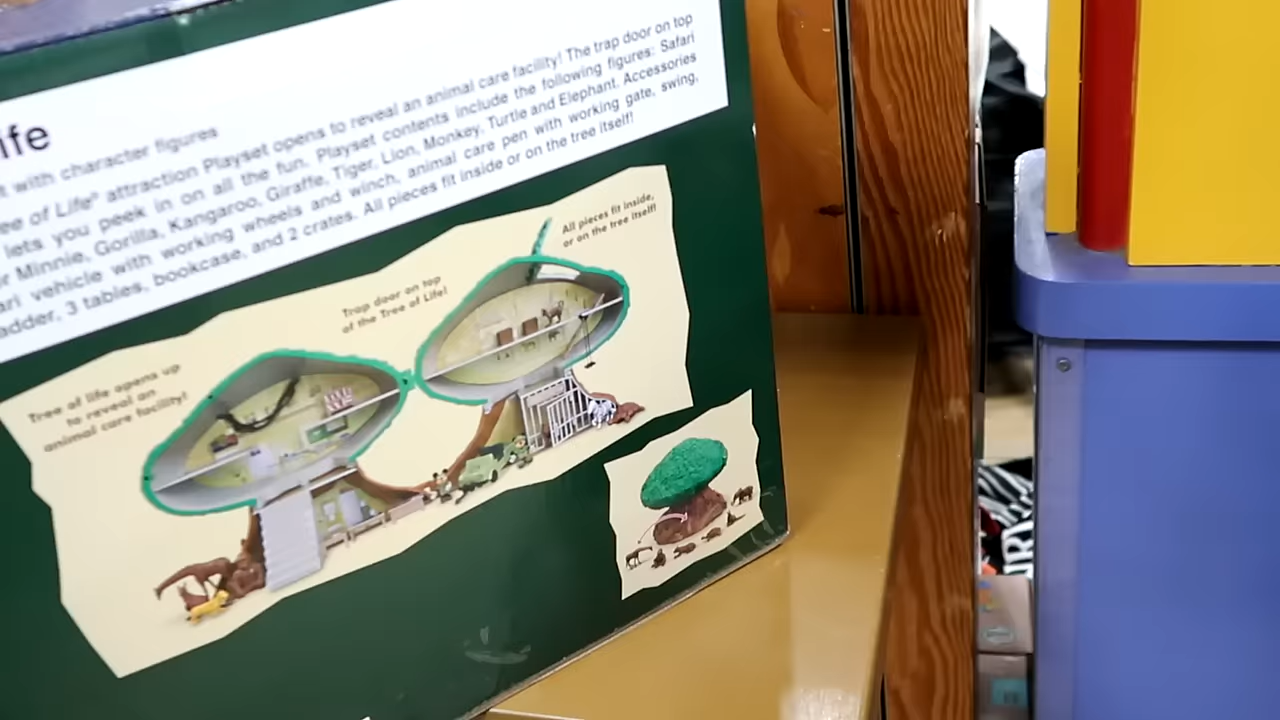 ife
t with character figures
ee of Life® attraction Playset opens to reveal an animal care facility! The trap door on top
lets you peek in on all the fun. Playset contents include the following figures: Safari
r Minnie, Gorilla, Kangaroo, Giraffe, Tiger, Lion, Monkey, Turtle and Elephant. Accessories
ari vehicle with working wheels and winch, animal care pen with working gate, swing,
adder, 3 tables, bookcase, and 2 crates. All pieces fit inside or on the tree itself!
All pieces fit inside,
or on the tree itself!
Trap door on top
of the Tree of Life!
Tree of life opens up
to reveal an
animal care facility!